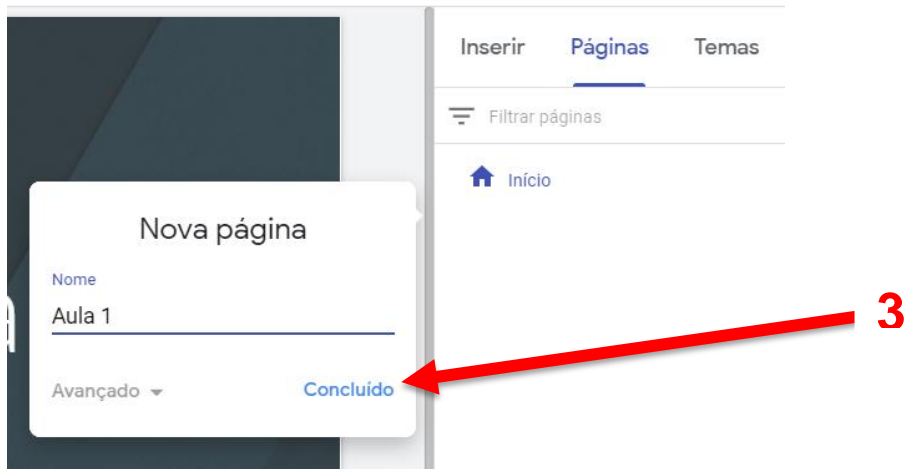 Inserir Páginas Temas
Filtrar páginas
Início
Nova página
Nome
Aula 1
Avançado Concluído
3